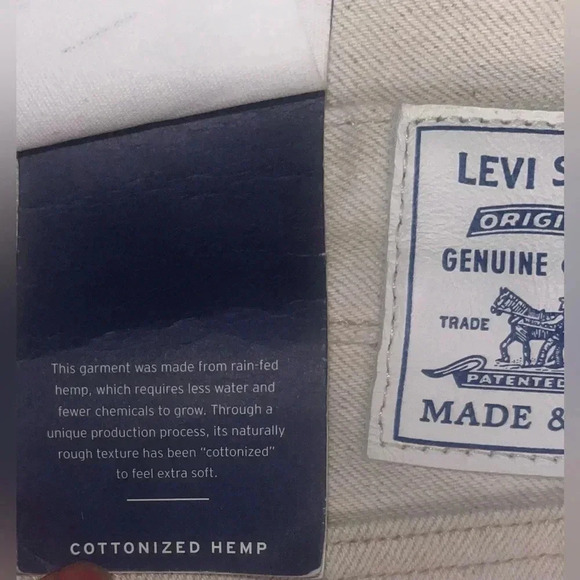 This garment was made from rain-fed
hemp, which requires less water and
fewer chemicals to grow. Through a
unique production process, its naturally
rough texture has been "cottonized"
to feel extra soft.
COTTONIZED HEMP
LEVI S
ORIGI
GENUINE
TRADE
PATENTED
MADE &